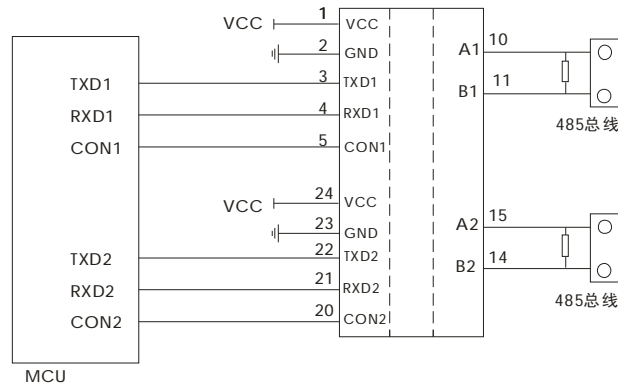 VCC 1 VCC
2 GND A1 10
TXD1 3 TXD1
B1 11
RXD1 4 RXD1
485总线
CON1 5 CON1
VCC 24 VCC
23 GND A2 15
TXD2 22 TXD2
B2 14
RXD2 21 RXD2
485总线
CON2 20 CON2
MCU